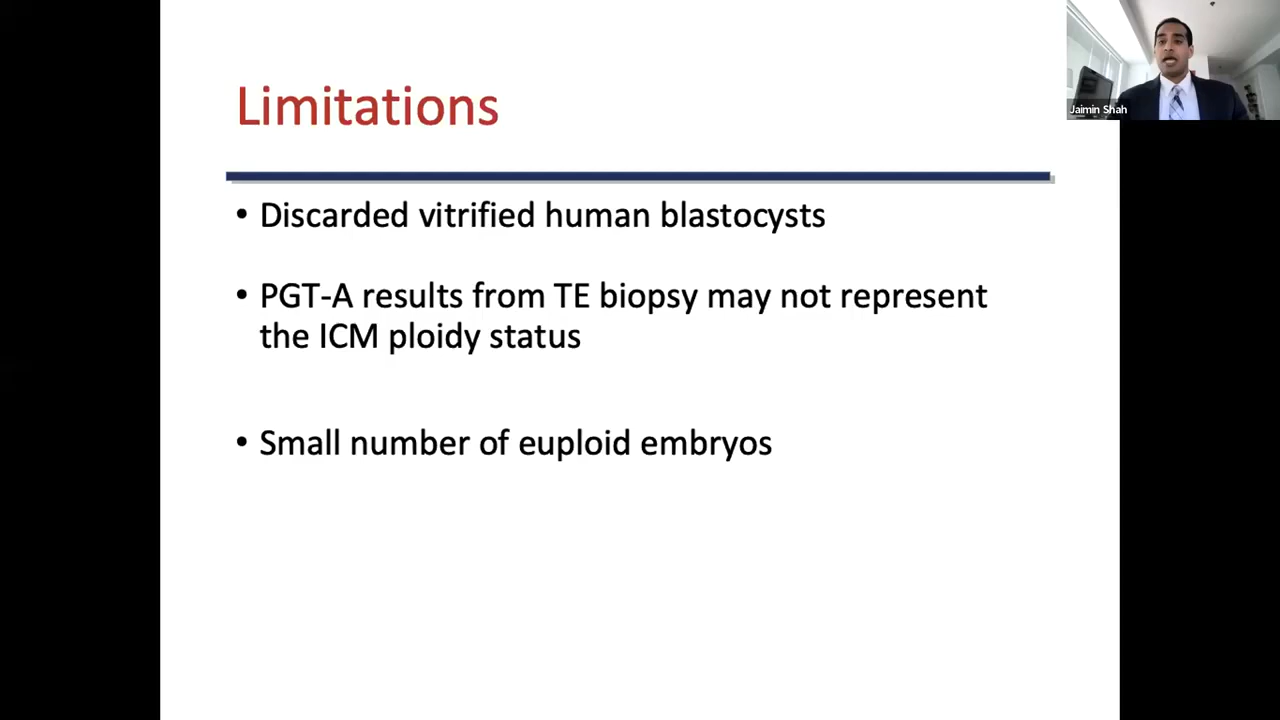 Limitations
Jaimin Shah
• Discarded vitrified human blastocysts
• PGT-A results from TE biopsy may not represent
the ICM ploidy status
• Small number of euploid embryos